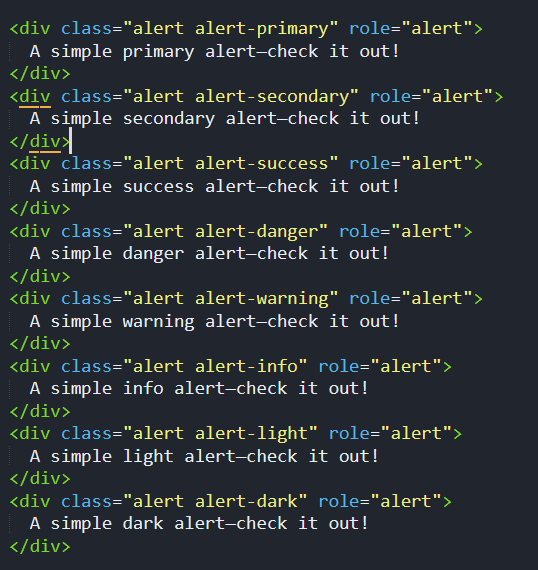 <div class="alert alert-primary" role="alert">
  A simple primary alert—check it out!
</div>
<div class="alert alert-secondary" role="alert">
  A simple secondary alert—check it out!
</div>
<div class="alert alert-success" role="alert">
  A simple success alert—check it out!
</div>
<div class="alert alert-danger" role="alert">
  A simple danger alert—check it out!
</div>
<div class="alert alert-warning" role="alert">
  A simple warning alert—check it out!
</div>
<div class="alert alert-info" role="alert">
  A simple info alert—check it out!
</div>
<div class="alert alert-light" role="alert">
  A simple light alert—check it out!
</div>
<div class="alert alert-dark" role="alert">
  A simple dark alert—check it out!
</div>